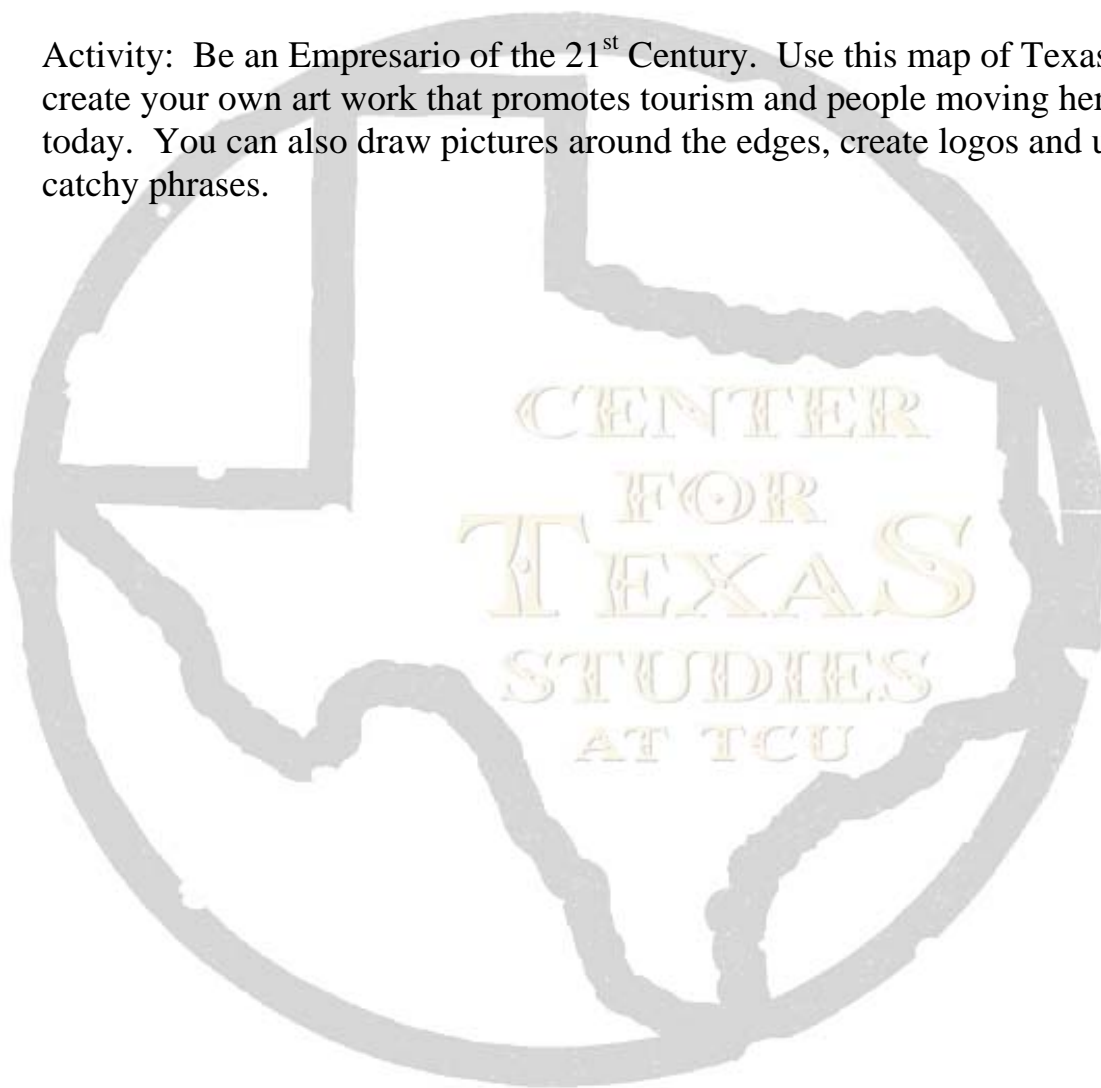 Activity: Be an Empresario of the 21st Century. Use this map of Texas
create your own art work that promotes tourism and people moving her
today. You can also draw pictures around the edges, create logos and u
catchy phrases.
CENTER
FOR
TEXAS
STUDIES
AT TCU